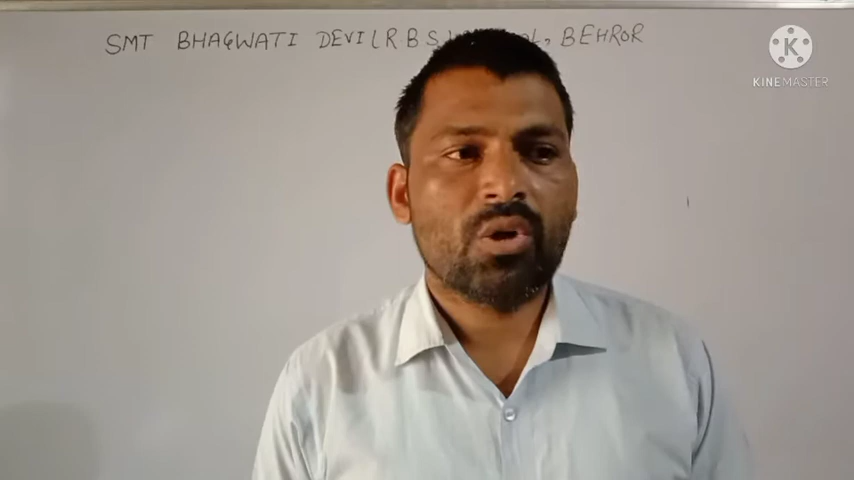 SMT BHAGWATI DEVI L R B S , BEHROR
KINEMASTER